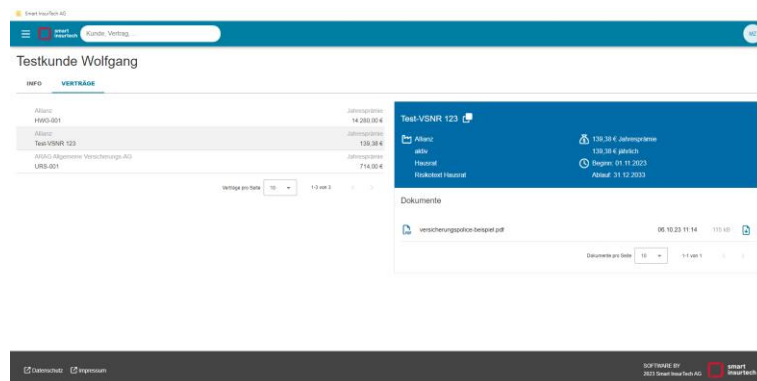 Smart InsurTech AG
smart insurtech Kunde, Vertrag, ... MZ
Testkunde Wolfgang
INFO VERTRÄGE
Allianz Jahresprämie
HWG-001 14.280,00 €
Allianz Jahresprämie
Test-VSNR 123 139,38 €
ARAG Allgemeine Versicherungs-AG Jahresprämie
URS-001 714,00 €
Verträge pro Seite 10 1-3 von 3
Test-VSNR 123
Allianz 139,38 € Jahresprämie
aktiv 139,38 € jährlich
Hausrat Beginn: 01.11.2023
Risikotext Hausrat Ablauf: 31.12.2033
Dokumente
versicherungspolice-beispiel.pdf 06.10.23 11:14 115 kB
Dokumente pro Seite 10 1-1 von 1
Datenschutz Impressum
SOFTWARE BY
2023 Smart InsurTech AG
smart insurtech